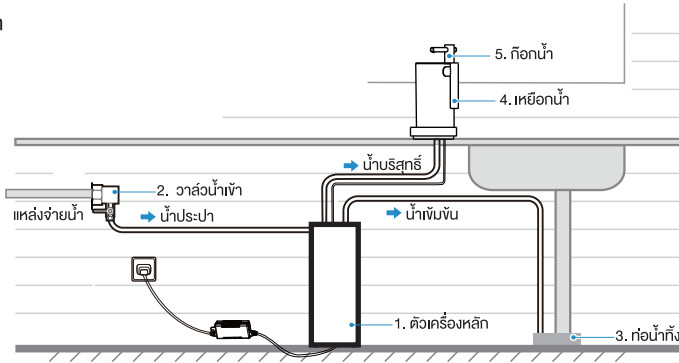 5. ก๊อกน้ำ
4. เหยือกน้ำ
น้ำบริสุทธิ์
2. วาล์วน้ำเข้า
แหล่งจ่ายน้ำ
น้ำประปา
น้ำเข้มข้น
1. ตัวเครื่องหลัก
3. ท่อน้ำทิ้ง